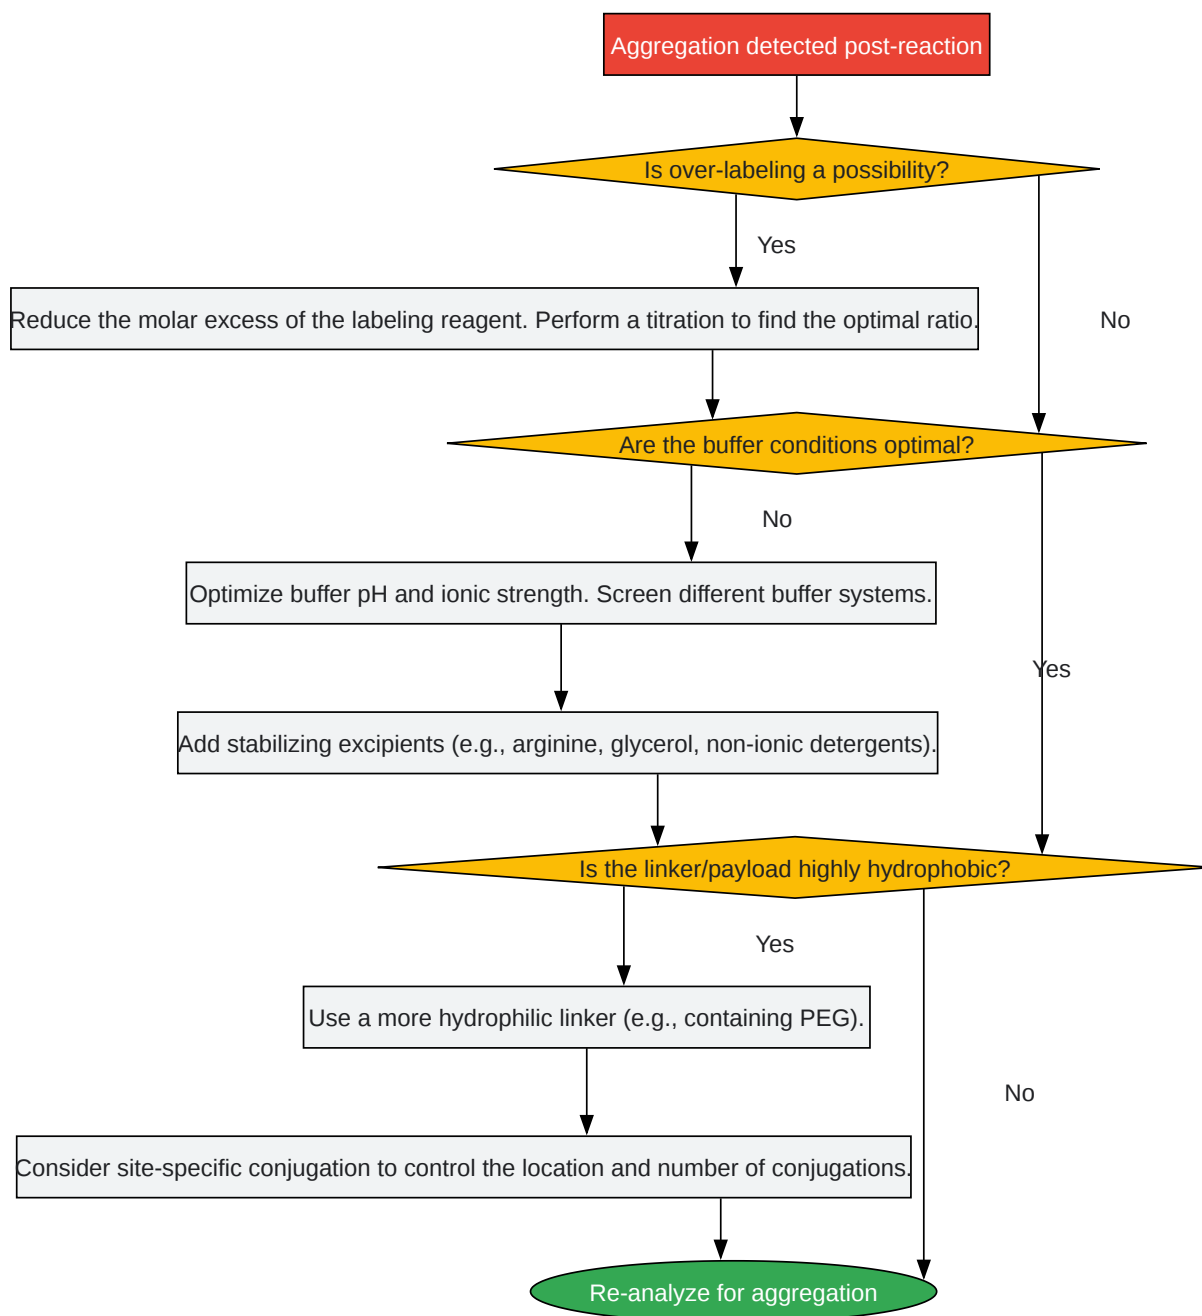 Aggregation detected post-reaction
Is over-labeling a possibility?
Yes
Reduce the molar excess of the labeling reagent. Perform a titration to find the optimal ratio.
No
Are the buffer conditions optimal?
No
Optimize buffer pH and ionic strength. Screen different buffer systems.
Yes
Add stabilizing excipients (e.g., arginine, glycerol, non-ionic detergents).
Is the linker/payload highly hydrophobic?
Yes
Use a more hydrophilic linker (e.g., containing PEG).
No
Consider site-specific conjugation to control the location and number of conjugations.
Re-analyze for aggregation